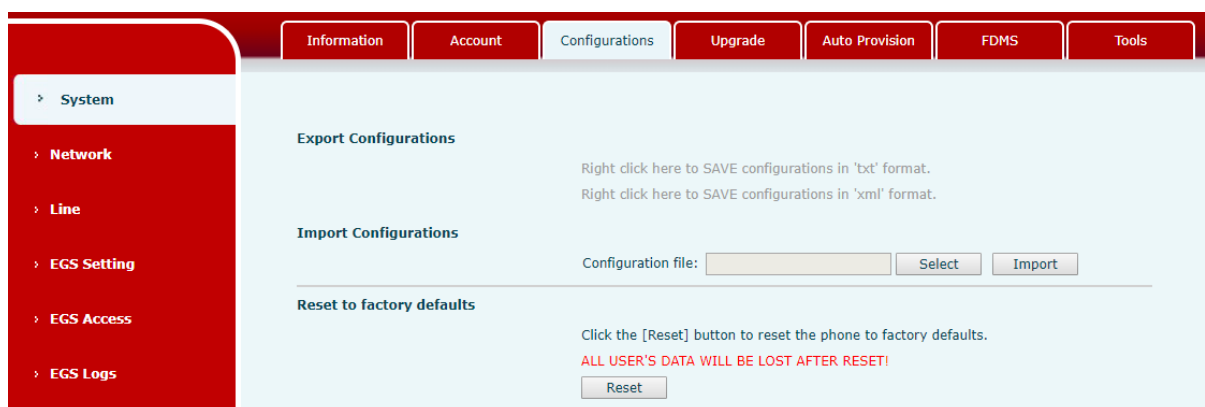 Information Account Configurations Upgrade Auto Provision FDMS Tools
System
Network
Line
EGS Setting
EGS Access
EGS Logs
Export Configurations
Right click here to SAVE configurations in 'txt' format.
Right click here to SAVE configurations in 'xml' format.
Import Configurations
Configuration file: Select Import
Reset to factory defaults
Click the [Reset] button to reset the phone to factory defaults.
ALL USER'S DATA WILL BE LOST AFTER RESET!
Reset